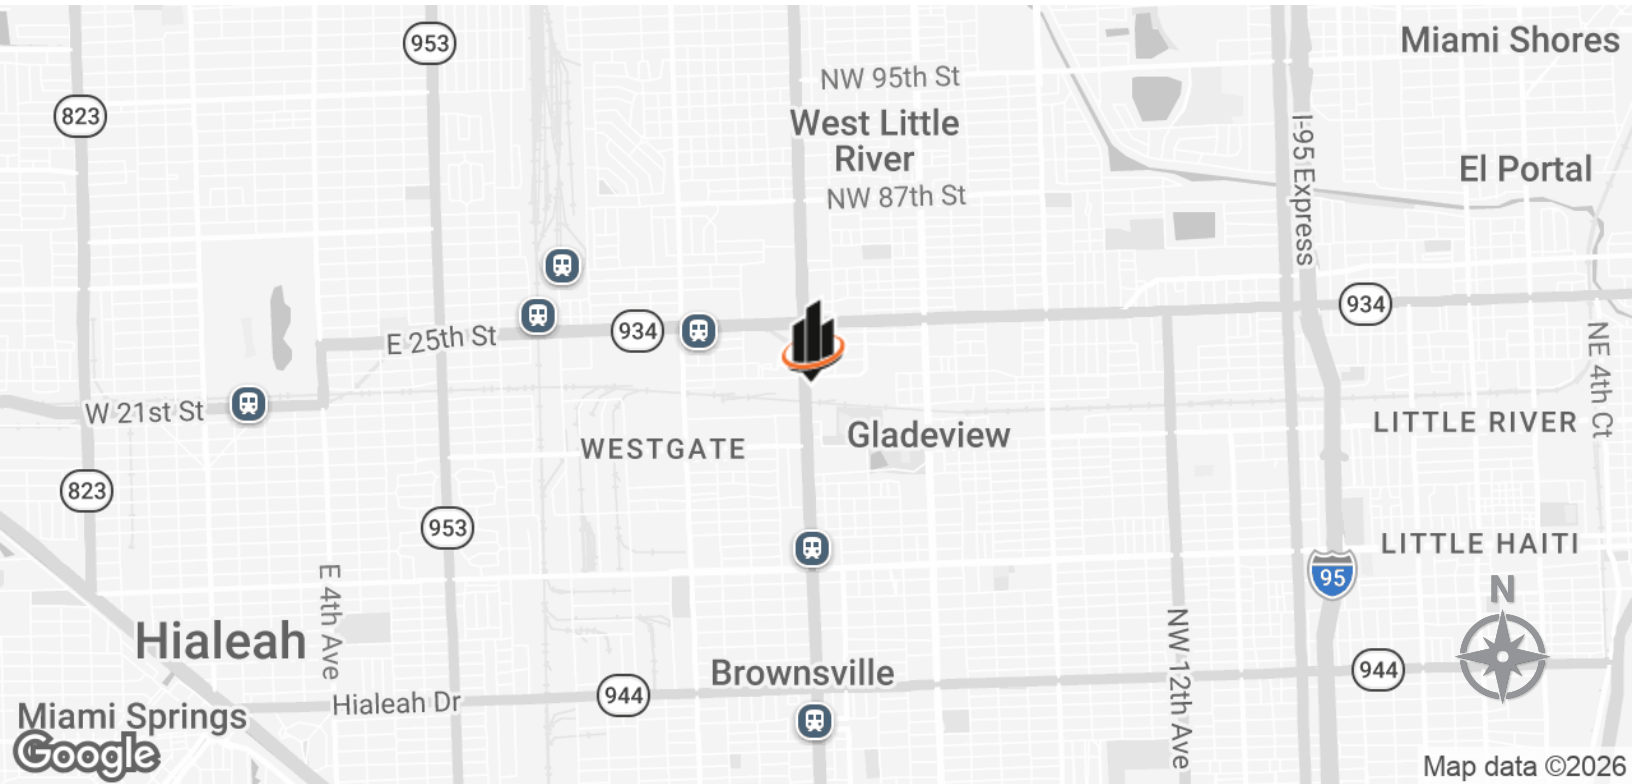 953
Miami Shores
NW 95th St
823
West Little
River
I-95 Express
El Portal
NW 87th St
934
934
E 25th St
NE 4th Ct
W 21st St
LITTLE RIVER
Gladeview
WESTGATE
823
953
LITTLE HAITI
95
N
E 4th Ave
Hialeah
NW 12th Ave
Brownsville
944
944
Hialeah Dr
Miami Springs
Google
Map data ©2026